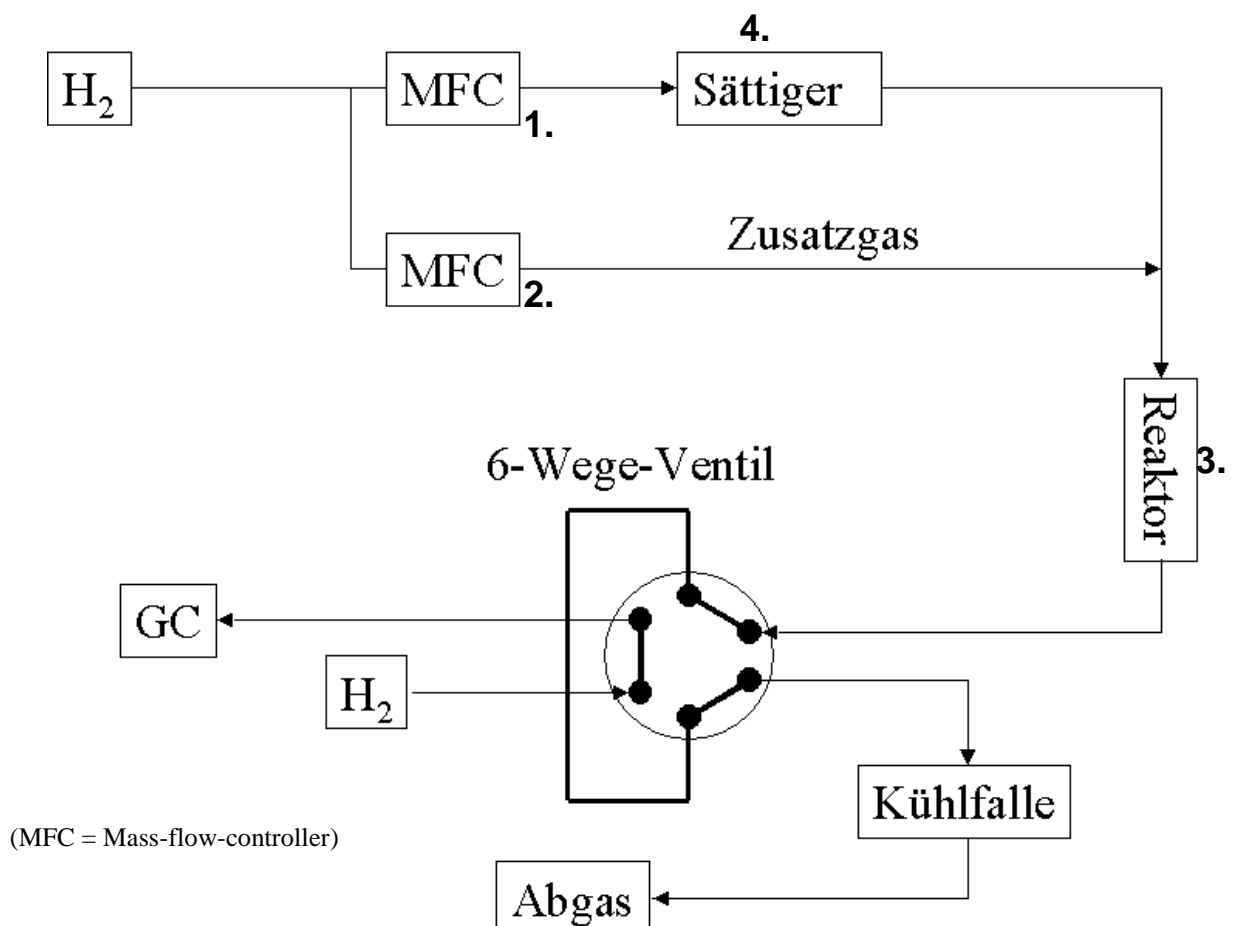 4.
H2
MFC
Sättiger
1.
Zusatzgas
MFC
2.
Reaktor
3.
6-Wege-Ventil
GC
H2
Kühlfalle
(MFC = Mass-flow-controller)
Abgas